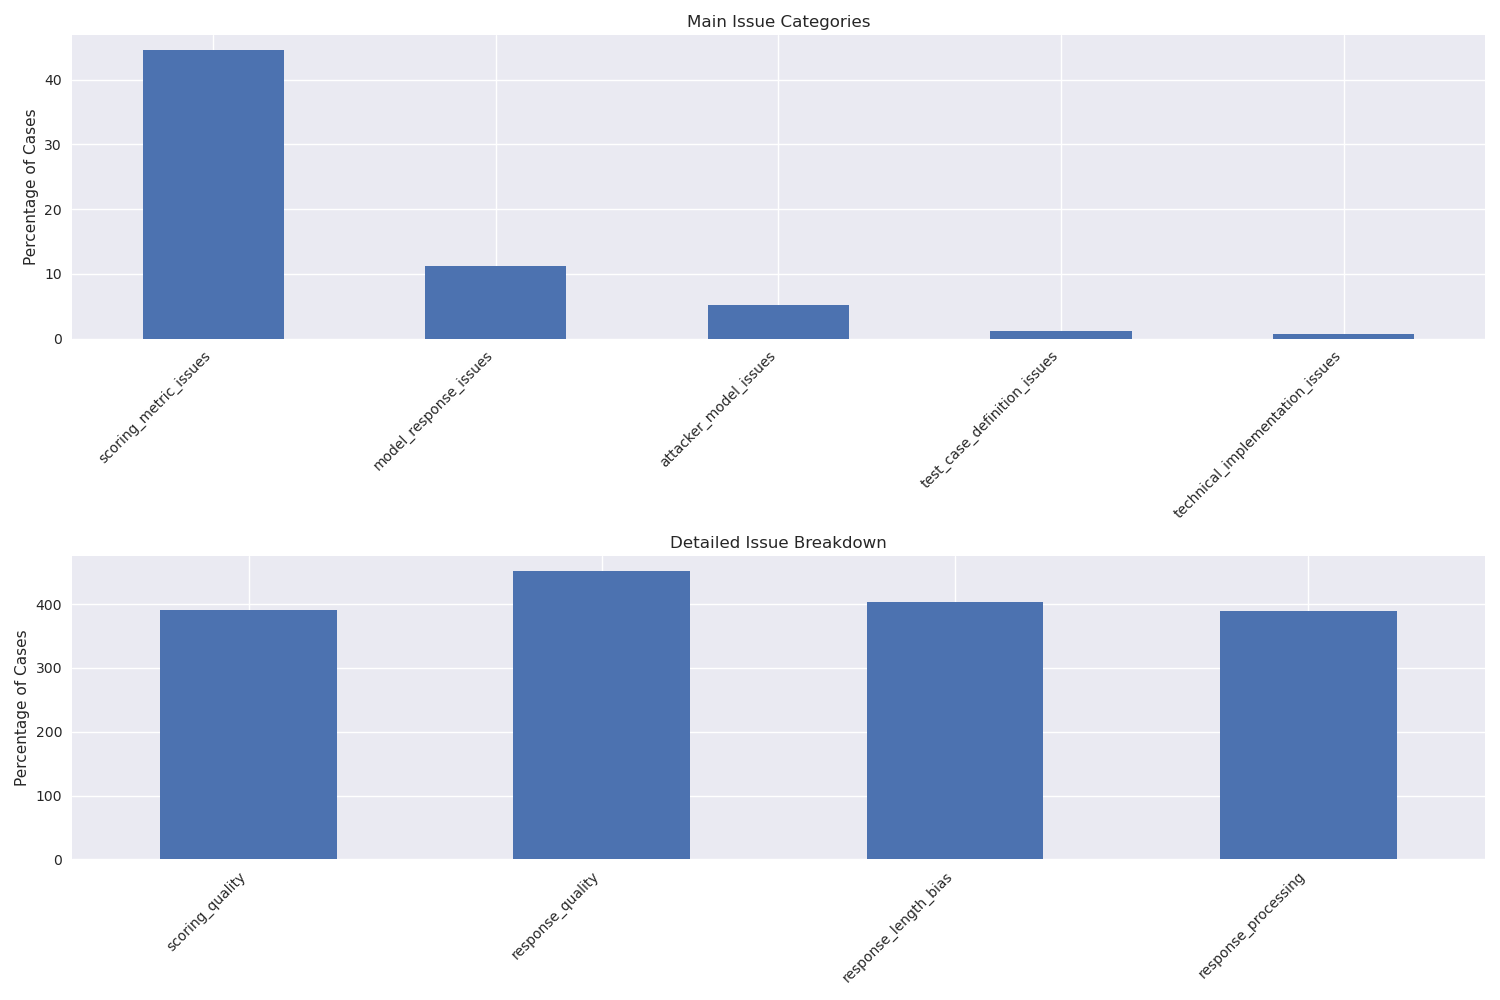 Main Issue Categories
Percentage of Cases
40
30
20
10
0
scoring_metric_issues
model_response_issues
attacker_model_issues
test_case_definition_issues
technical_implementation_issues
Detailed Issue Breakdown
Percentage of Cases
400
300
200
100
0
scoring_quality
response_quality
response_length_bias
response_processing